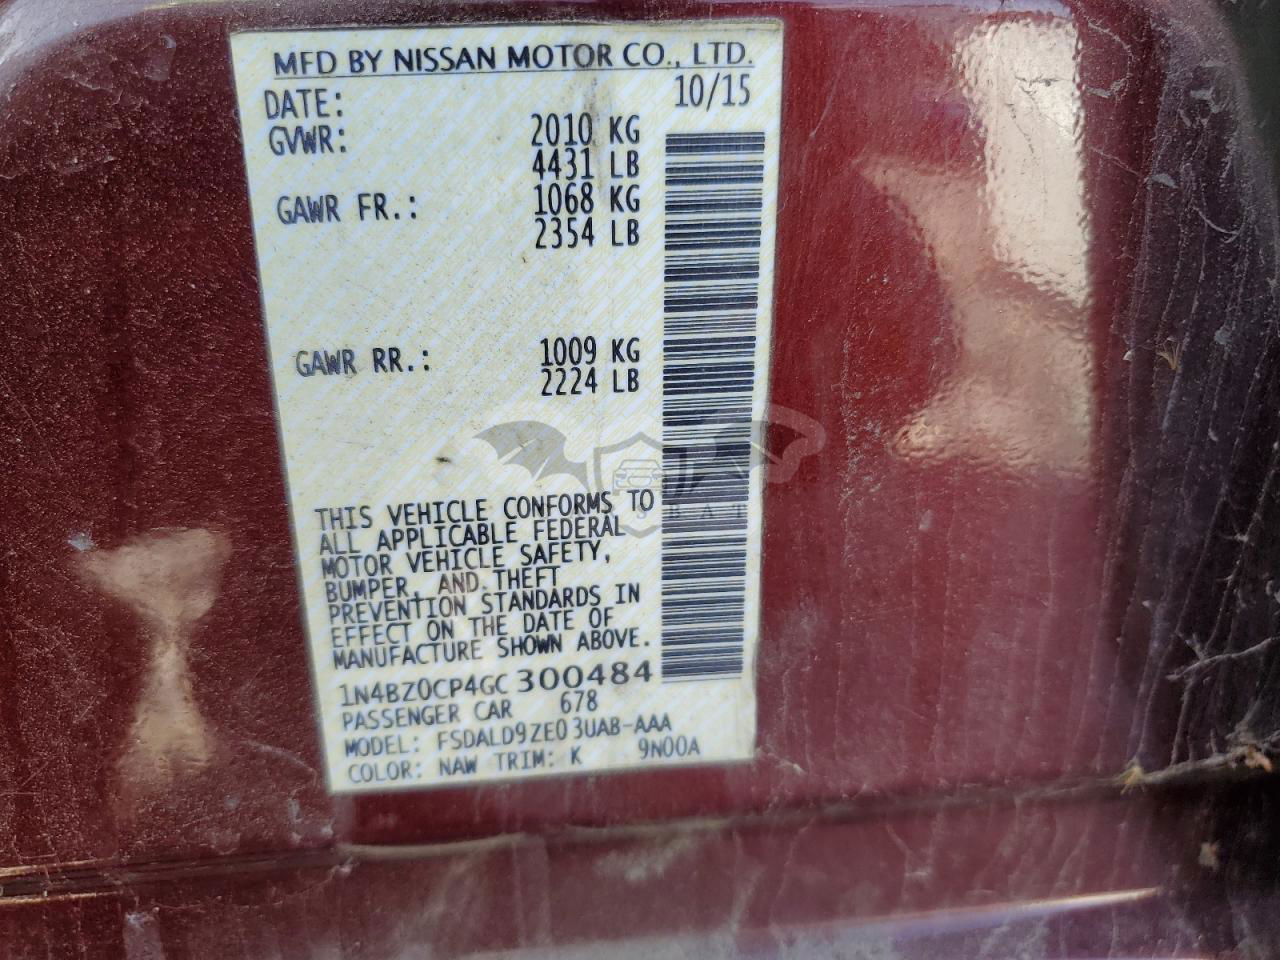 MFD BY NISSAN MOTOR CO., LTD.
DATE: 10/15
GVWR: 2010 KG
4431 LB
GAWR FR.: 1068 KG
2354 LB
GAWR RR.: 1009 KG
2224 LB
THIS VEHICLE CONFORMS TO
ALL APPLICABLE FEDERAL
MOTOR VEHICLE SAFETY,
BUMPER, AND THEFT
PREVENTION STANDARDS IN
EFFECT ON THE DATE OF
MANUFACTURE SHOWN ABOVE.
1N4BZ0CP4GC300484
PASSENGER CAR 678
MODEL: FSDALD9ZE03UAB-AAA
COLOR: NAW TRIM: K 9N00A